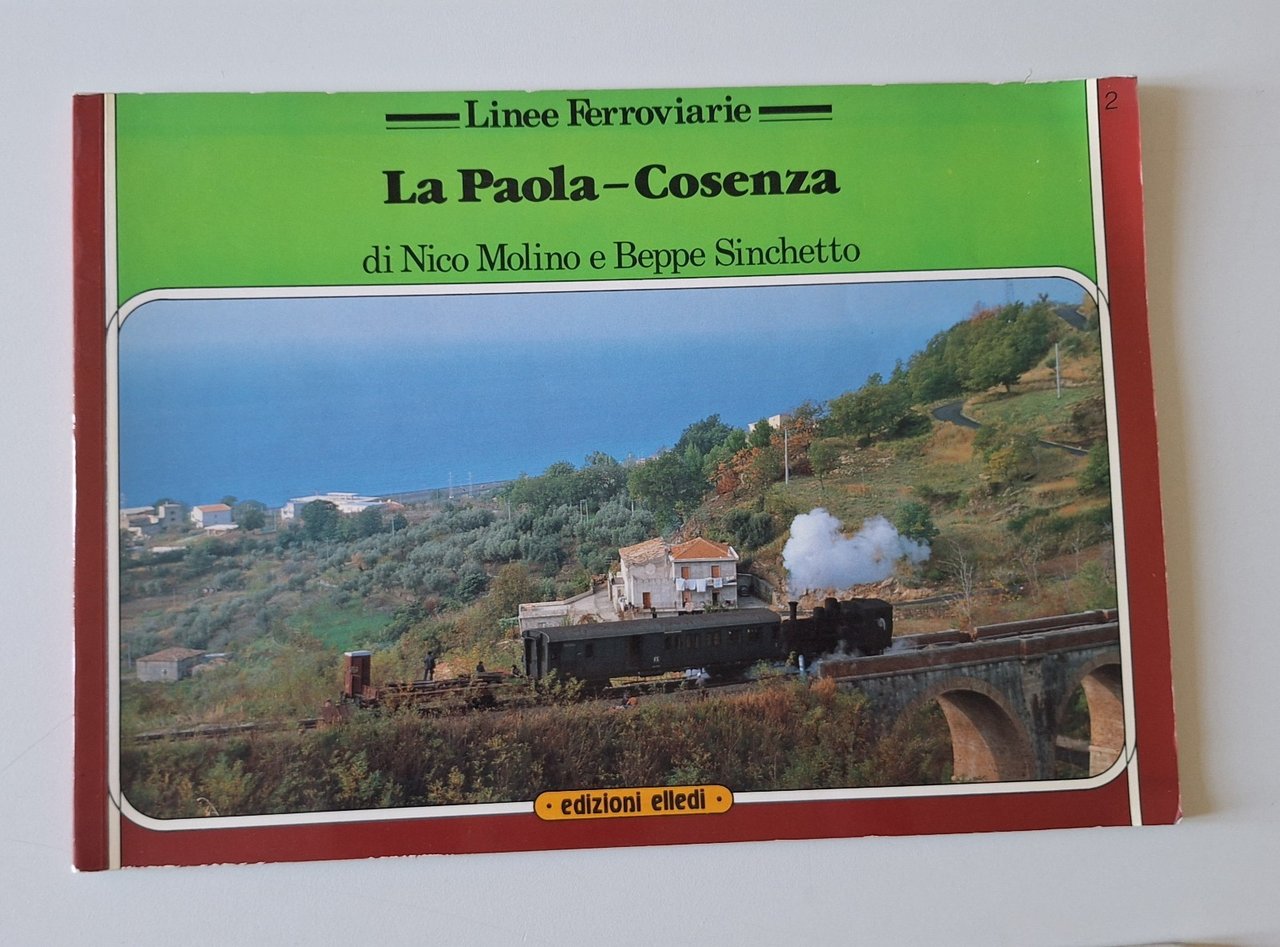 Linee Ferroviarie
2
La Paola-Cosenza
di Nico Molino e Beppe Sinchetto
· edizioni elledi ·